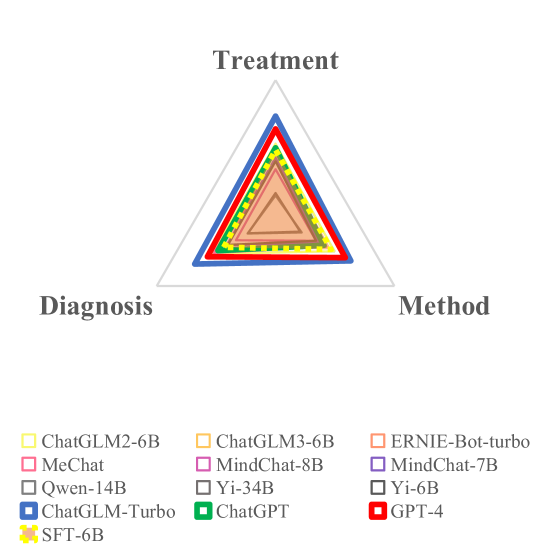 Treatment
Diagnosis Method
ChatGLM2-6B ChatGLM3-6B ERNIE-Bot-turbo
MeChat MindChat-8B MindChat-7B
Qwen-14B Yi-34B Yi-6B
ChatGLM-Turbo ChatGPT GPT-4
SFT-6B